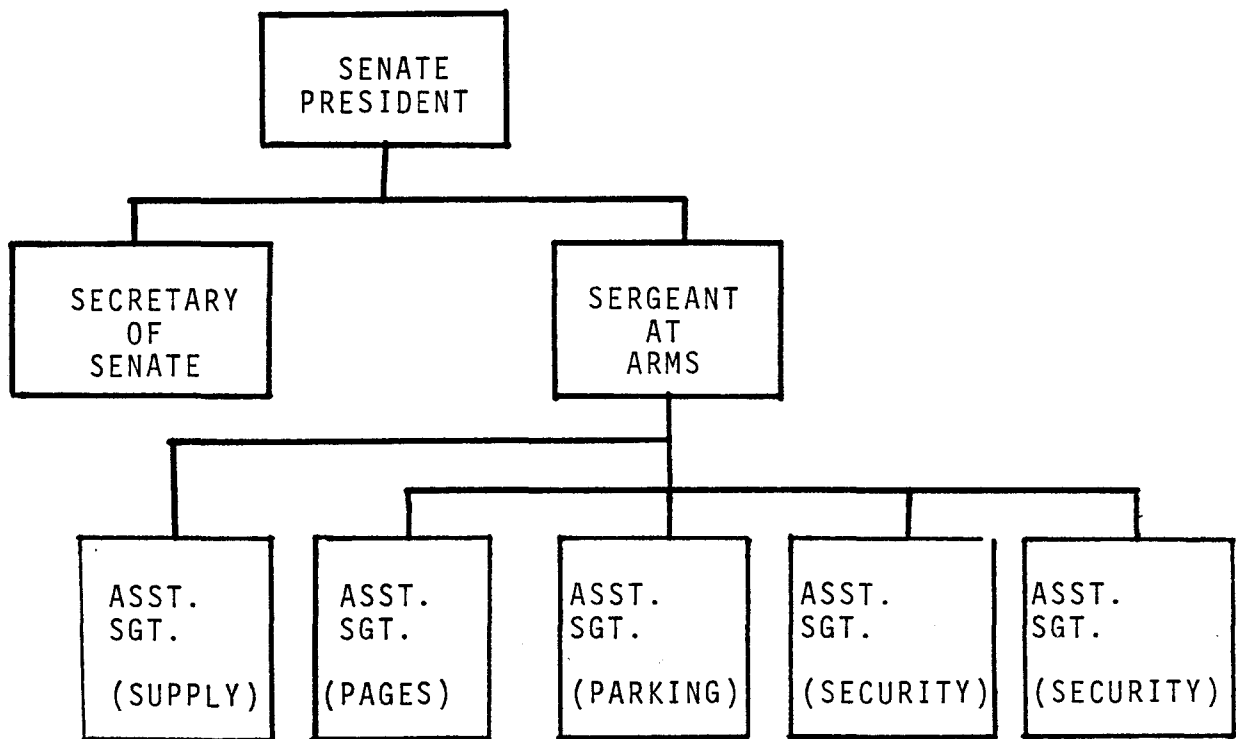 SENATE
PRESIDENT
SECRETARY
OF
SENATE
SERGEANT
AT
ARMS
ASST.
SGT.
(SUPPLY)
ASST.
SGT.
(PAGES)
ASST.
SGT.
(PARKING)
ASST.
SGT.
(SECURITY)
ASST.
SGT.
(SECURITY)